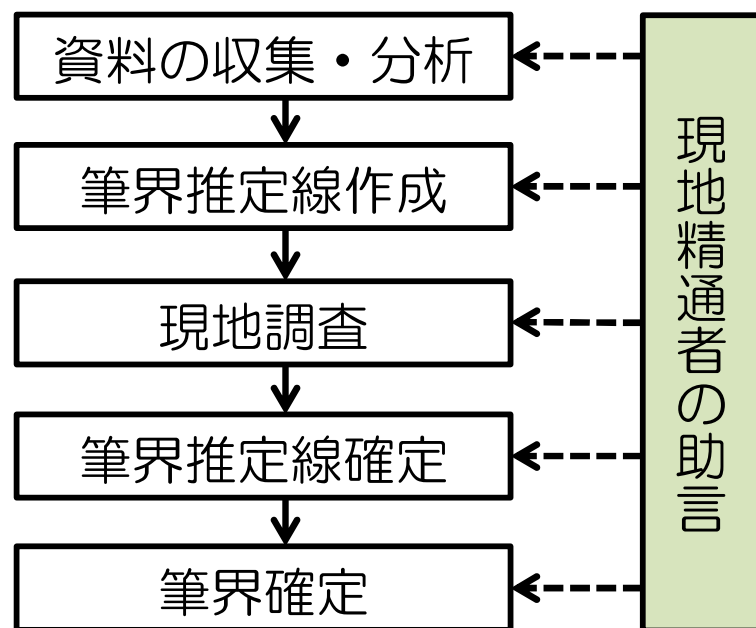 資料の収集・分析
筆界推定線作成
現地調査
筆界推定線確定
筆界確定
現地精通者の助言